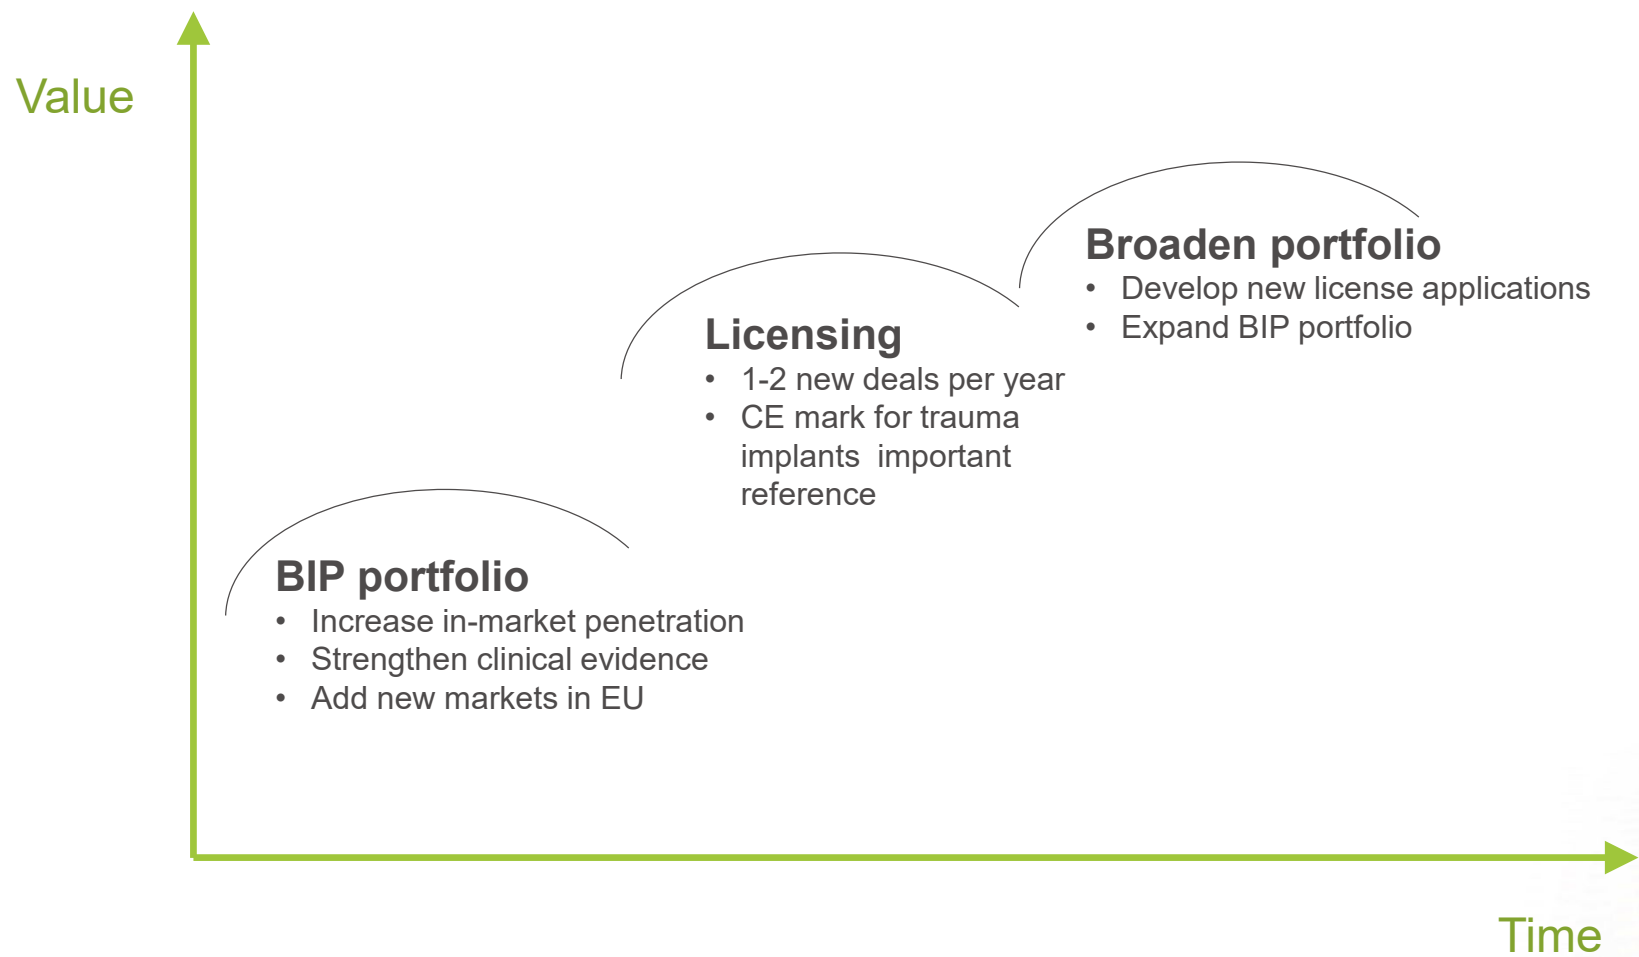 Value
Broaden portfolio
• Develop new license applications
• Expand BIP portfolio
Licensing
• 1-2 new deals per year
• CE mark for trauma
implants  important
reference
BIP portfolio
• Increase in-market penetration
• Strengthen clinical evidence
• Add new markets in EU
Time